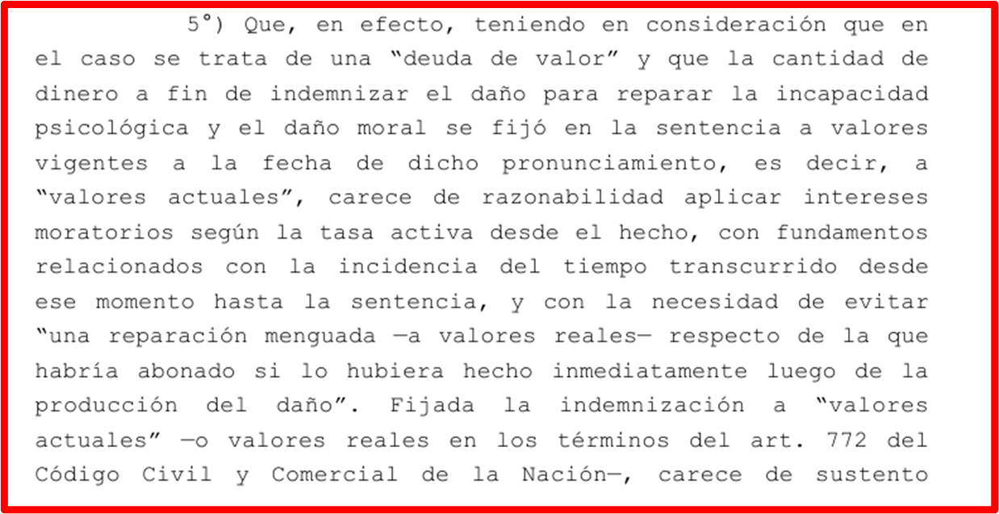 5°) Que, en efecto, teniendo en consideración que en
el caso se trata de una “deuda de valor” y que la cantidad de
dinero a fin de indemnizar el daño para reparar la incapacidad
psicológica y el daño moral se fijó en la sentencia a valores
vigentes a la fecha de dicho pronunciamiento, es decir, a
“valores actuales”, carece de razonabilidad aplicar intereses
moratorios según la tasa activa desde el hecho, con fundamentos
relacionados con la incidencia del tiempo transcurrido desde
ese momento hasta la sentencia, y con la necesidad de evitar
“una reparación menguada —a valores reales— respecto de la que
habría abonado si lo hubiera hecho inmediatamente luego de la
producción del daño”. Fijada la indemnización a “valores
actuales” —o valores reales en los términos del art. 772 del
Código Civil y Comercial de la Nación—, carece de sustento